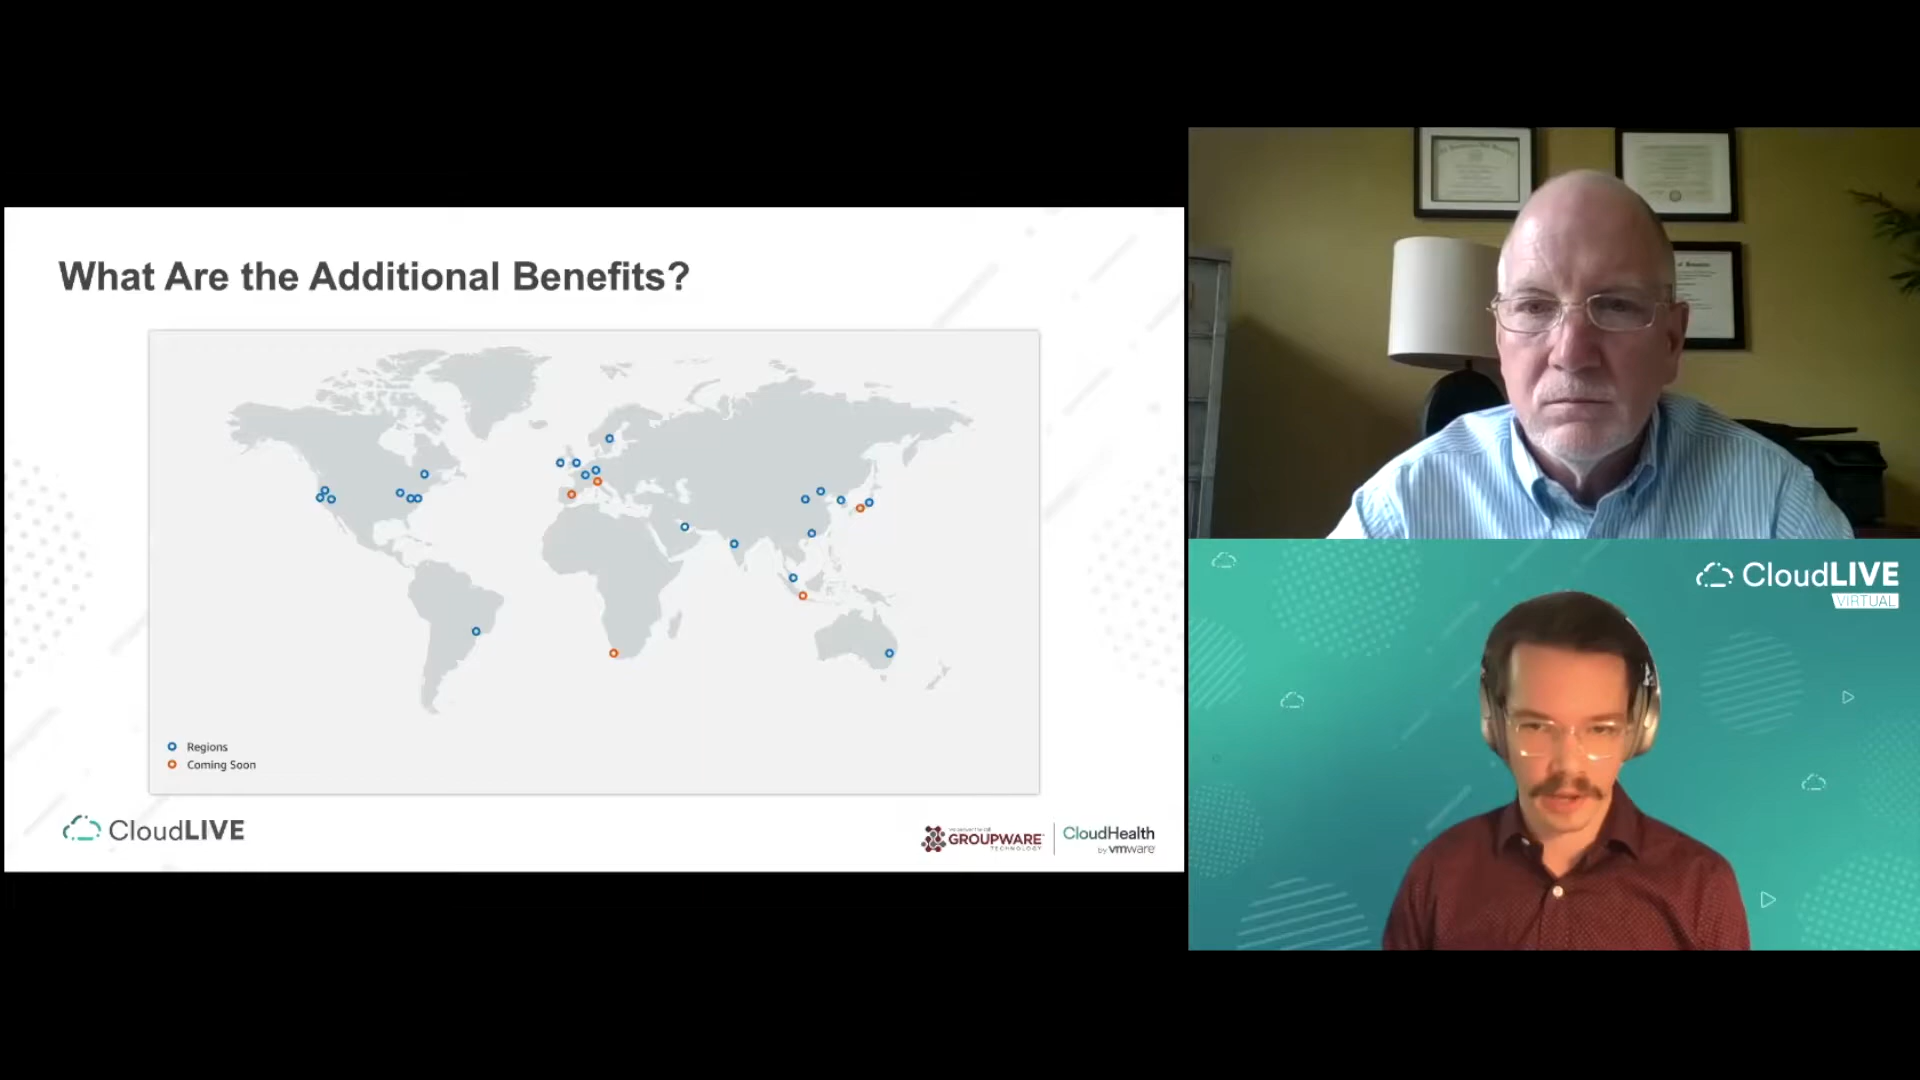 What Are the Additional Benefits?
Regions
Coming Soon
CloudLIVE
GROUPWARE
TECHNOLOGY
CloudHealth
by vmware
CloudLIVE
VIRTUAL